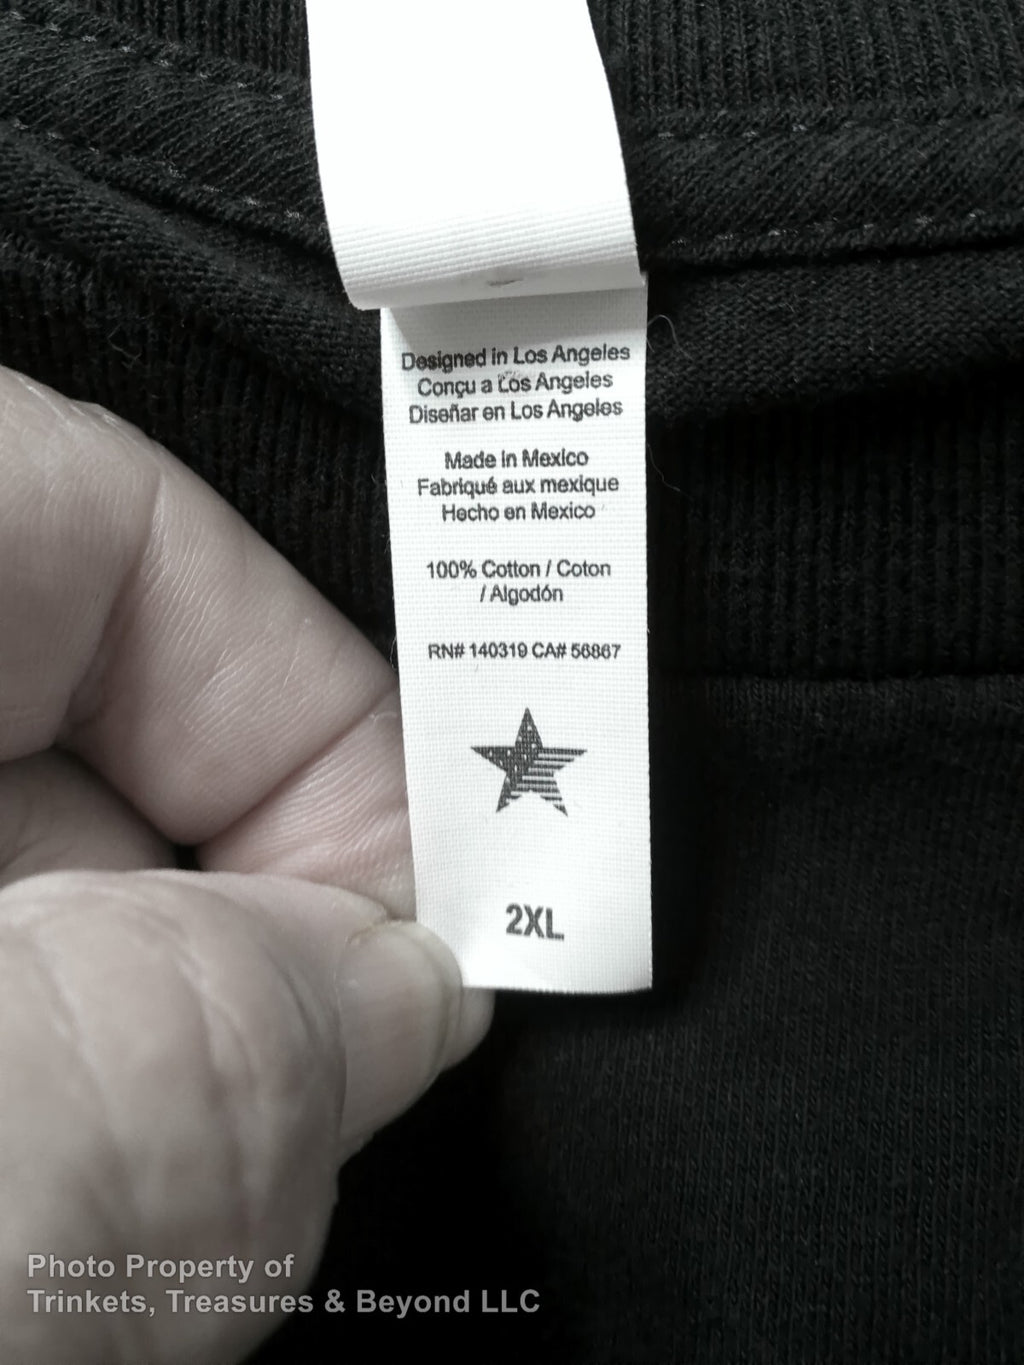 Designed in Los Angeles
Conçu a Los Angeles
Diseñar en Los Angeles
Made in Mexico
Fabriqué aux mexique
Hecho en Mexico
100% Cotton / Coton
/ Algodón
RN# 140319 CA# 56867
2XL
Photo Property of
Trinkets, Treasures & Beyond LLC